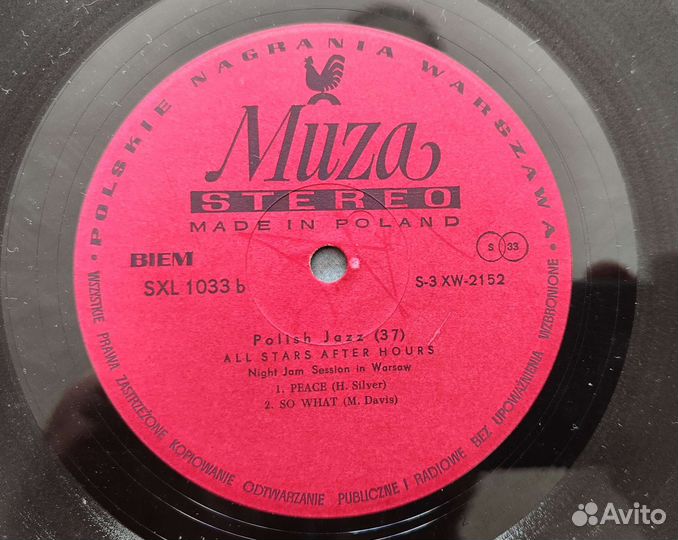 • POLSKIE NAGRANIA WARSZAWA •
Muza
STEREO
MADE IN POLAND
BIEM
S 33
SXL 1033 b
S-3 XW-2152
Polish Jazz (37)
ALL STARS AFTER HOURS
Night Jam Session in Warsaw
1. PEACE (H. Silver)
2. SO WHAT (M. Davis)
WSZYSTKIE PRAWA ZASTRZEŻONE KOPIOWANIE ODTWARZANIE PUBLICZNE I RADIOWE BEZ UPOWAŻNIENIA WZBRONIONE
Avito